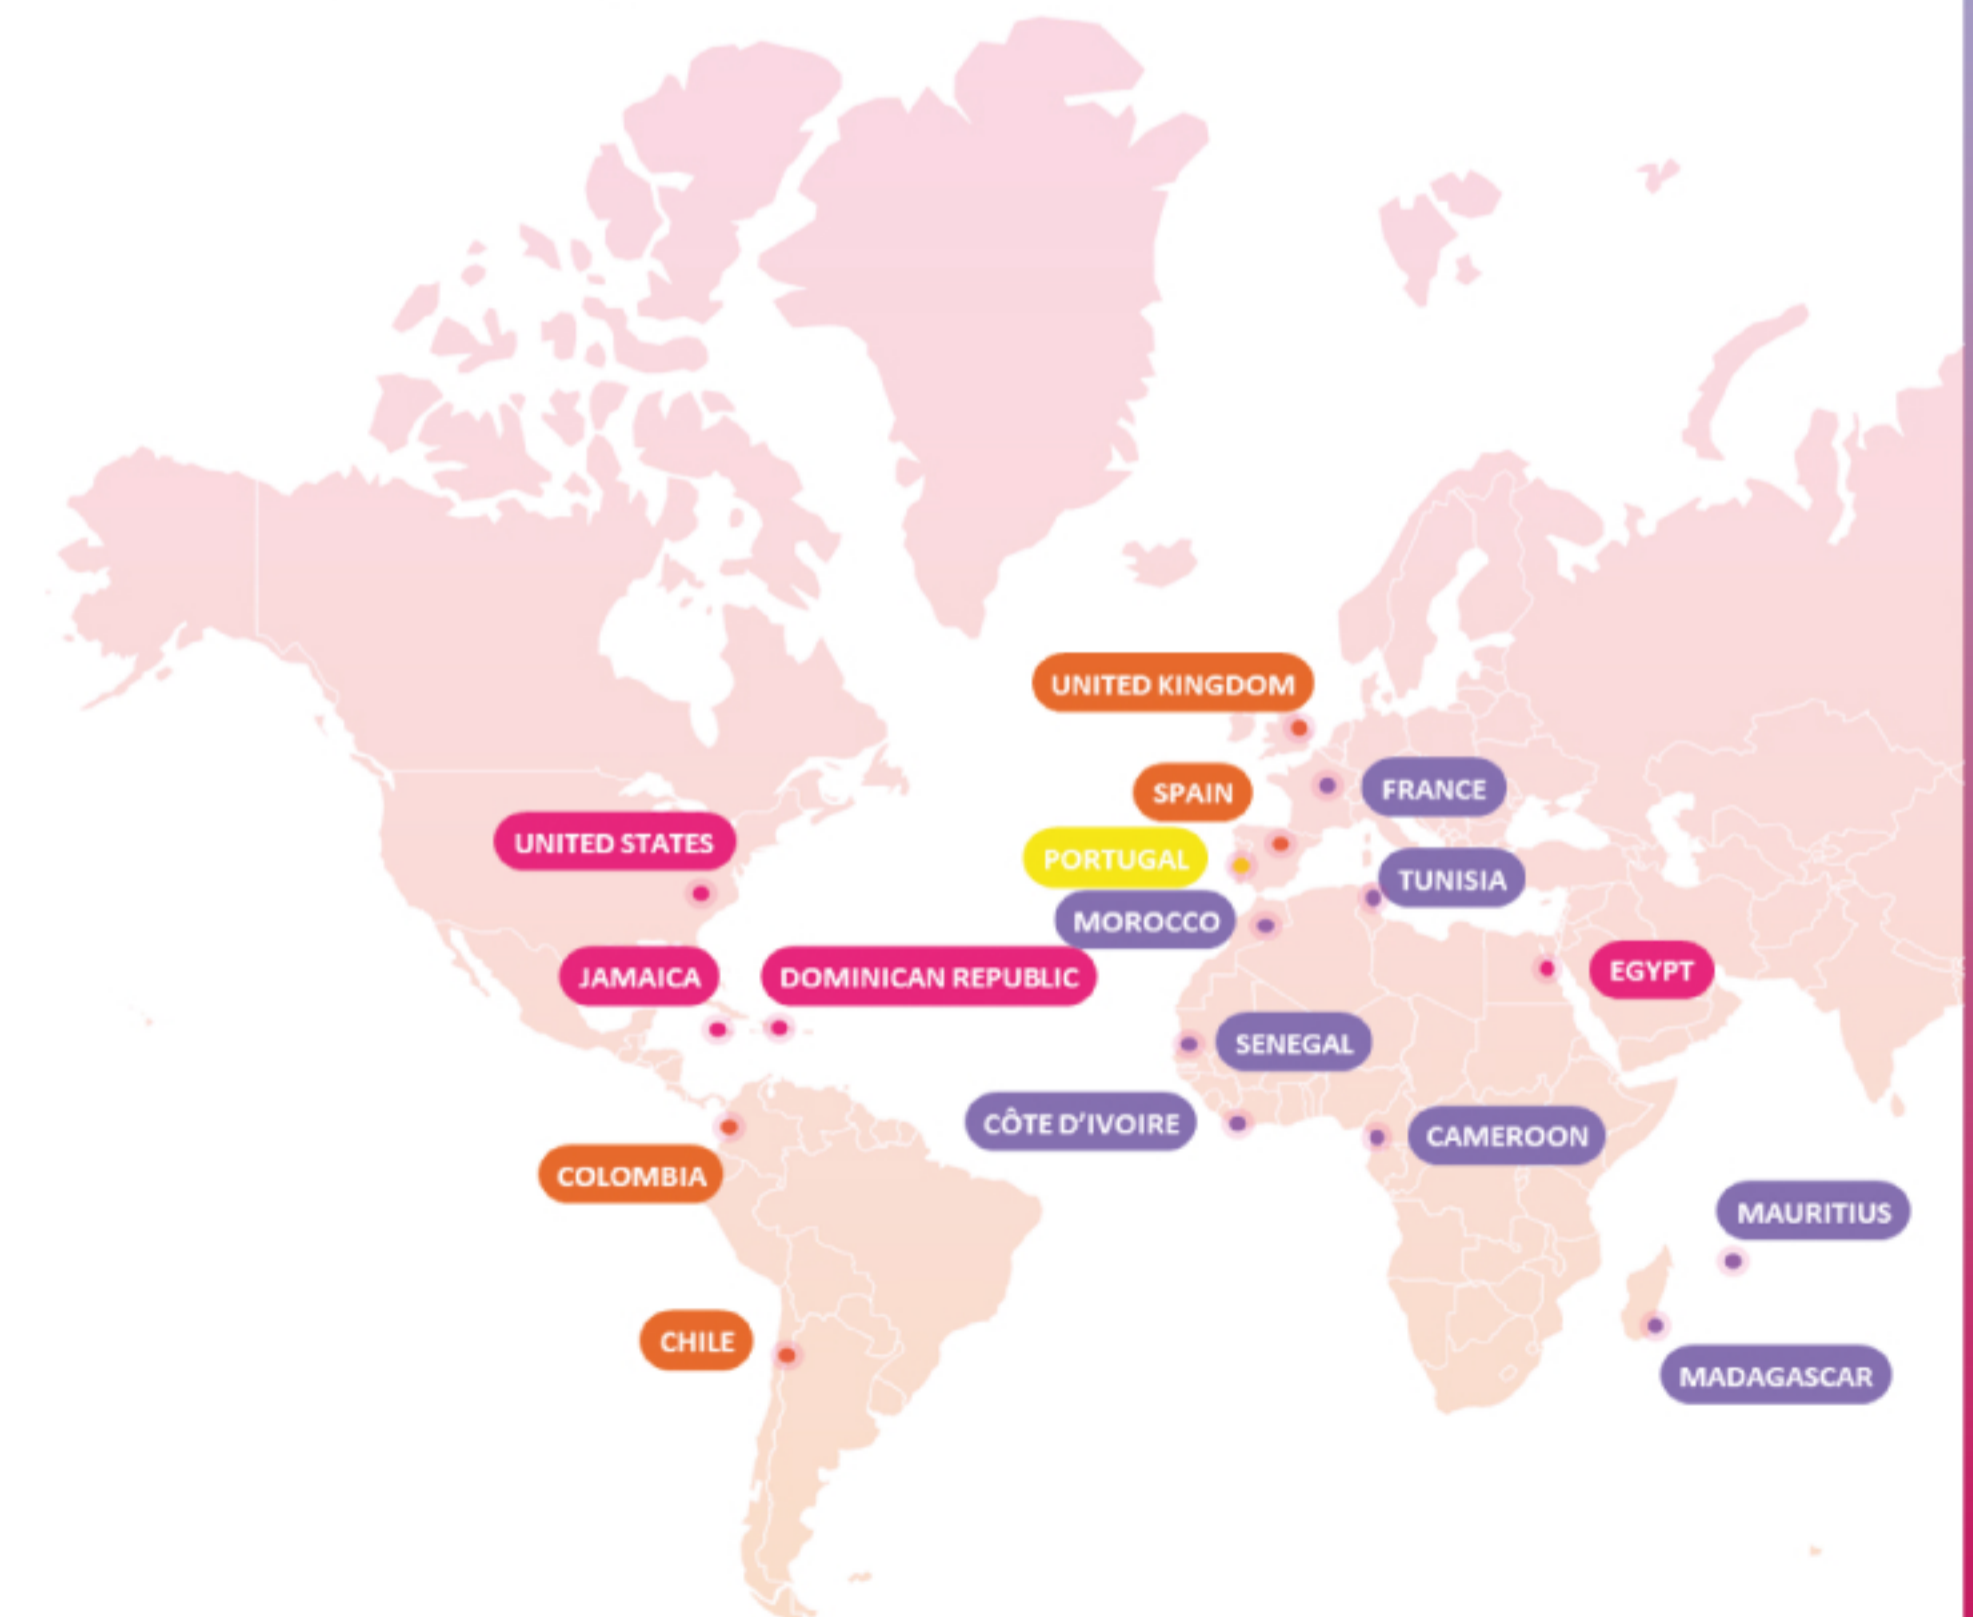 UNITED KINGDOM
SPAIN
FRANCE
UNITED STATES
PORTUGAL
TUNISIA
MOROCCO
JAMAICA
DOMINICAN REPUBLIC
EGYPT
SENEGAL
CÔTE D’IVOIRE
CAMEROON
COLOMBIA
MAURITIUS
CHILE
MADAGASCAR